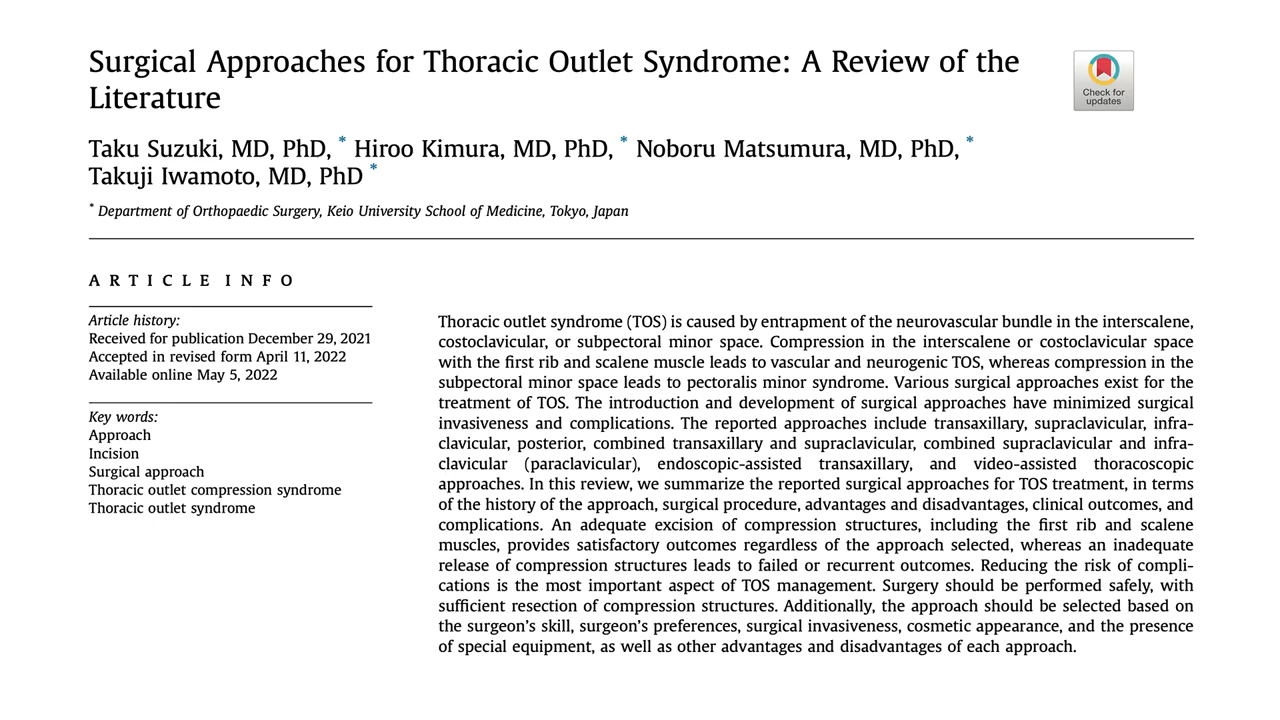 Surgical Approaches for Thoracic Outlet Syndrome: A Review of the
Literature
Check for
updates
Taku Suzuki, MD, PhD, * Hiroo Kimura, MD, PhD, * Noboru Matsumura, MD, PhD, *
Takuji Iwamoto, MD, PhD *
* Department of Orthopaedic Surgery, Keio University School of Medicine, Tokyo, Japan
ARTICLE INFO
Article history:
Received for publication December 29, 2021
Accepted in revised form April 11, 2022
Available online May 5, 2022
Key words:
Approach
Incision
Surgical approach
Thoracic outlet compression syndrome
Thoracic outlet syndrome
Thoracic outlet syndrome (TOS) is caused by entrapment of the neurovascular bundle in the interscalene,
costoclavicular, or subpectoral minor space. Compression in the interscalene or costoclavicular space
with the first rib and scalene muscle leads to vascular and neurogenic TOS, whereas compression in the
subpectoral minor space leads to pectoralis minor syndrome. Various surgical approaches exist for the
treatment of TOS. The introduction and development of surgical approaches have minimized surgical
invasiveness and complications. The reported approaches include transaxillary, supraclavicular, infra-
clavicular, posterior, combined transaxillary and supraclavicular, combined supraclavicular and infra-
clavicular (paraclavicular), endoscopic-assisted transaxillary, and video-assisted thoracoscopic
approaches. In this review, we summarize the reported surgical approaches for TOS treatment, in terms
of the history of the approach, surgical procedure, advantages and disadvantages, clinical outcomes, and
complications. An adequate excision of compression structures, including the first rib and scalene
muscles, provides satisfactory outcomes regardless of the approach selected, whereas an inadequate
release of compression structures leads to failed or recurrent outcomes. Reducing the risk of compli-
cations is the most important aspect of TOS management. Surgery should be performed safely, with
sufficient resection of compression structures. Additionally, the approach should be selected based on
the surgeon's skill, surgeon's preferences, surgical invasiveness, cosmetic appearance, and the presence
of special equipment, as well as other advantages and disadvantages of each approach.